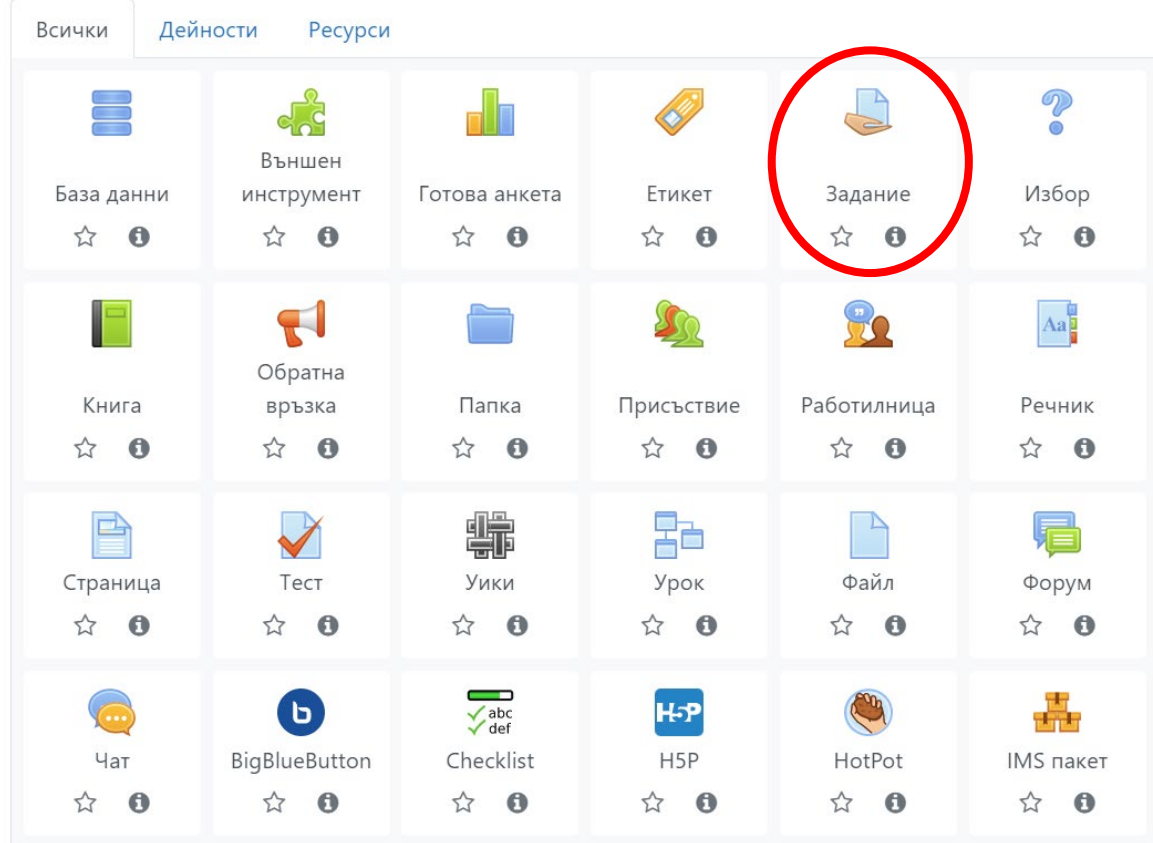 Всички Дейности Ресурси
База данни
Външен
инструмент
Готова анкета
Етикет
Задание
Избор
Книга
Обратна
връзка
Папка
Присъствие
Работилница
Aa
Речник
Страница
Тест
Уики
Урок
Файл
Форум
Чат
b
BigBlueButton
abc
def
Checklist
H5P
H5P
HotPot
IMS пакет